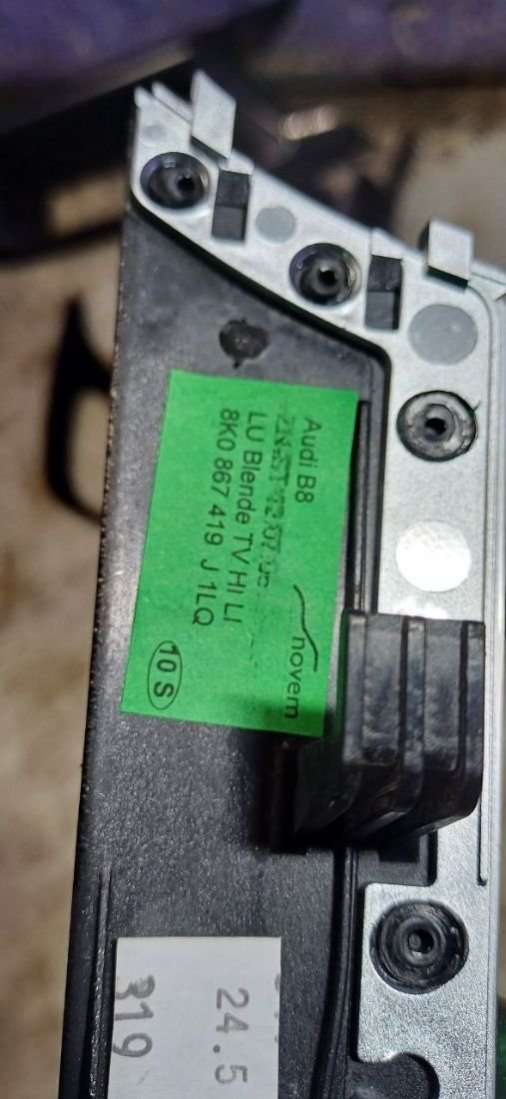 Audi B8
LU Blende TV HI LI
8K0 867 419 J 1LQ
novem
10 S
24.5
319